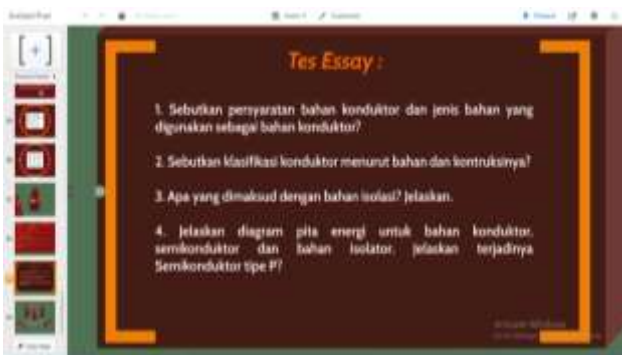 Tes Essay :
1. Sebutkan persyaratan bahan konduktor dan jenis bahan yang
digunakan sebagai bahan konduktor?
2. Sebutkan klasifikasi konduktor menurut bahan dan kontruksinya?
3. Apa yang dimaksud dengan bahan isolasi? Jelaskan.
4. Jelaskan diagram pita energi untuk bahan konduktor,
semikonduktor dan bahan isolator. Jelaskan terjadinya
Semikonduktor tipe P?
Activate Windows